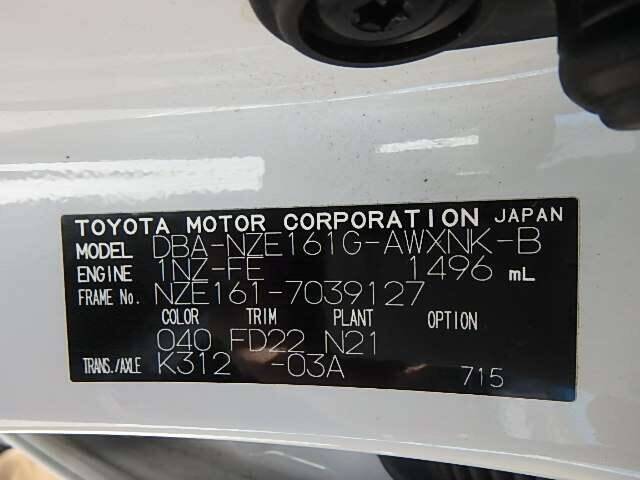 TOYOTA MOTOR CORPORATION JAPAN
MODEL DBA-NZE161G-AWXNK-B
ENGINE 1NZ-FE 1496 mL
FRAME No. NZE161-7039127
COLOR TRIM PLANT OPTION
040 FD22 N21
TRANS./AXLE K312 -03A 715